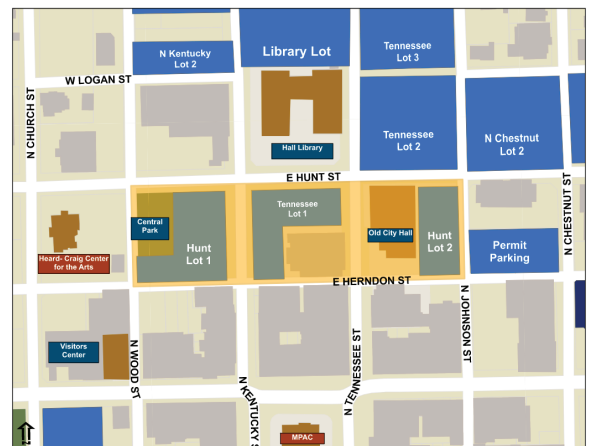 N Kentucky
Lot 2
Library Lot
Tennessee
Lot 3
W LOGAN ST
N CHURCH ST
Hall Library
Tennessee
Lot 2
N Chestnut
Lot 2
E HUNT ST
N CHESTNUT ST
Central
Park
Hunt
Lot 1
Tennessee
Lot 1
Old City Hall
Hunt
Lot 2
Permit
Parking
Heard- Craig Center
for the Arts
E HERNDON ST
Visitors
Center
N WOOD ST
N KENTUCKY S
N TENNESSEE ST
N JOHNSON ST
MPAC